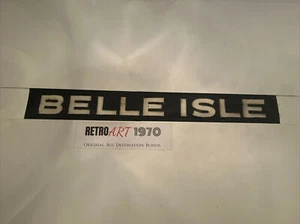 BELLE ISLE
RETROART 1970
ORIGINAL BUS DESTINATION BLINDS